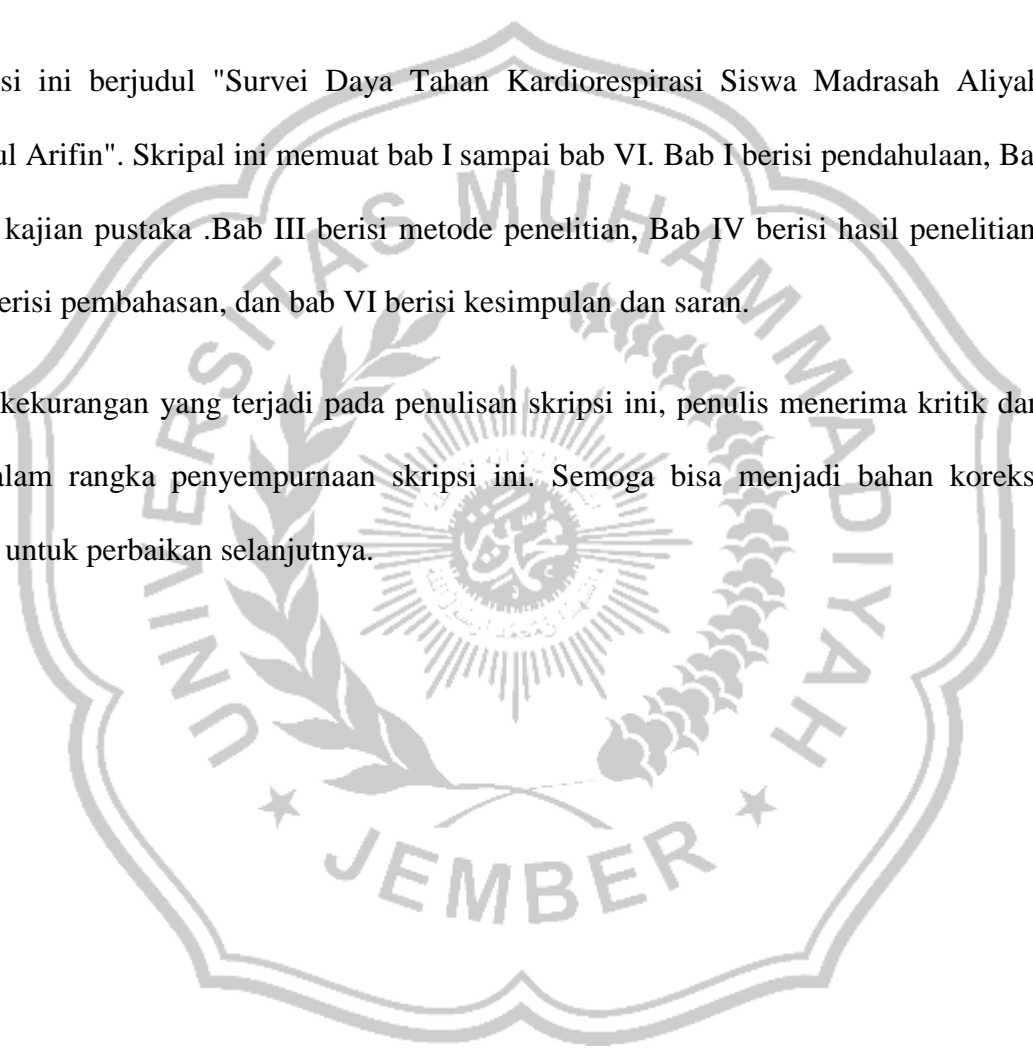 si ini berjudul "Survei Daya Tahan Kardiorespirasi Siswa Madrasah Aliyah
ul Arifin". Skripal ini memuat bab I sampai bab VI. Bab I berisi pendahulaan, Ba
kajian pustaka .Bab III berisi metode penelitian, Bab IV berisi hasil penelitian
erisi pembahasan, dan bab VI berisi kesimpulan dan saran.
kekurangan yang terjadi pada penulisan skripsi ini, penulis menerima kritik dan
alam rangka penyempurnaan skripsi ini. Semoga bisa menjadi bahan koreks
untuk perbaikan selanjutnya.
UNIVERSITAS MUHAMMADIYAH
JEMBER